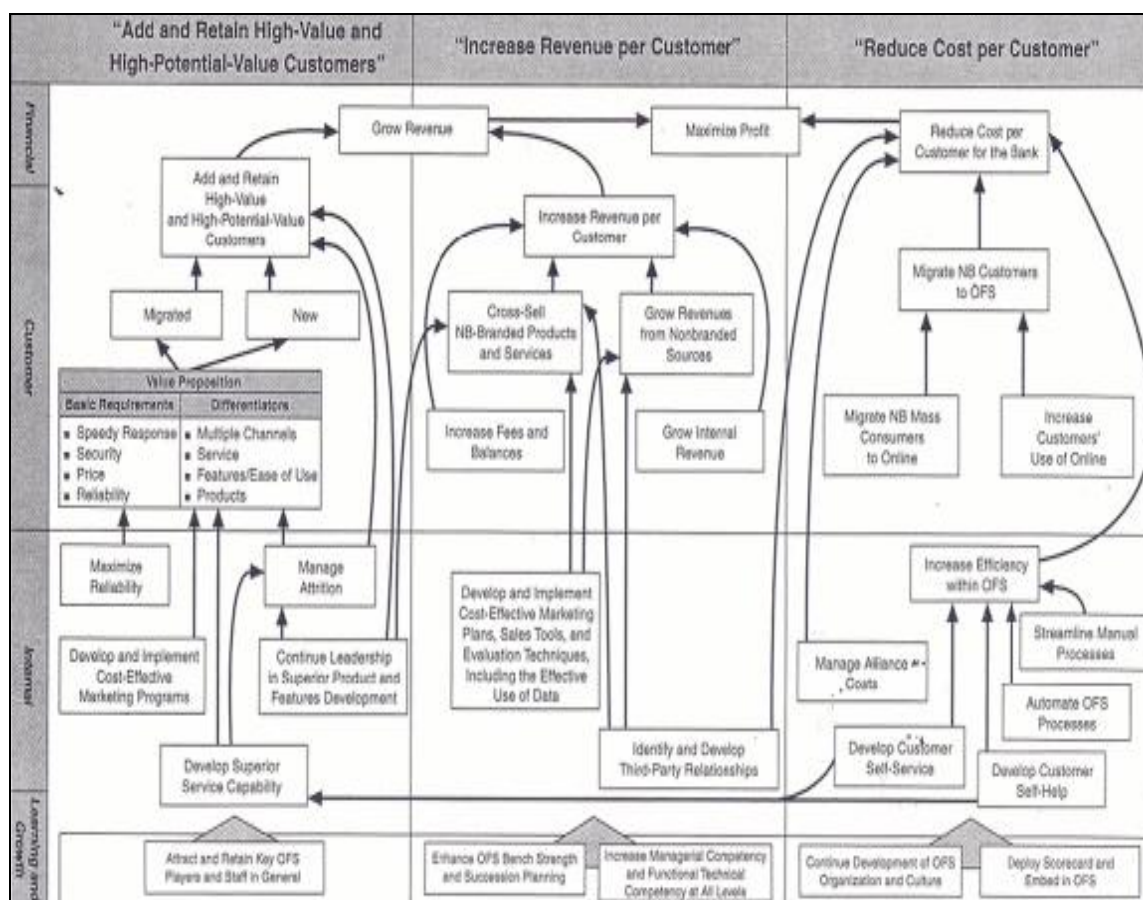 "Add and Retain High-Value and
High-Potential-Value Customers"
"Increase Revenue per Customer"
"Reduce Cost per Customer"
Financial
Grow Revenue
Maximize Profit
Reduce Cost per
Customer for the Bank
Add and Retain
High-Value
and High-Potential-Value
Customers
Increase Revenue per
Customer
Customer
Migrate NB Customers
to OFS
Migrated
New
Cross-Sell
NB-Branded Products
and Services
Grow Revenues
from Nonbranded
Sources
Value Proposition
Basic Requirements
▪ Speedy Response
▪ Security
▪ Price
▪ Reliability
Differentiators
▪ Multiple Channels
▪ Service
▪ Features/Ease of Use
▪ Products
Increase Fees and
Balances
Grow Internal
Revenue
Migrate NB Mass
Consumers
to Online
Increase
Customers'
Use of Online
Internal
Maximize
Reliability
Manage
Attrition
Increase Efficiency
within OFS
Develop and Implement
Cost-Effective
Marketing Programs
Continue Leadership
in Superior Product and
Features Development
Develop and Implement
Cost-Effective Marketing
Plans, Sales Tools, and
Evaluation Techniques,
Including the Effective
Use of Data
Streamline Manual
Processes
Manage Alliance
Costs
Automate OFS
Processes
Develop Superior
Service Capability
Identify and Develop
Third-Party Relationships
Develop Customer
Self-Service
Develop Customer
Self-Help
Learning and
Growth
Attract and Retain Key OFS
Players and Staff in General
Enhance OFS Bench Strength
and Succession Planning
Increase Managerial Competency
and Functional Technical
Competency at All Levels
Continue Development of OFS
Organization and Culture
Deploy Scorecard and
Embed in OFS